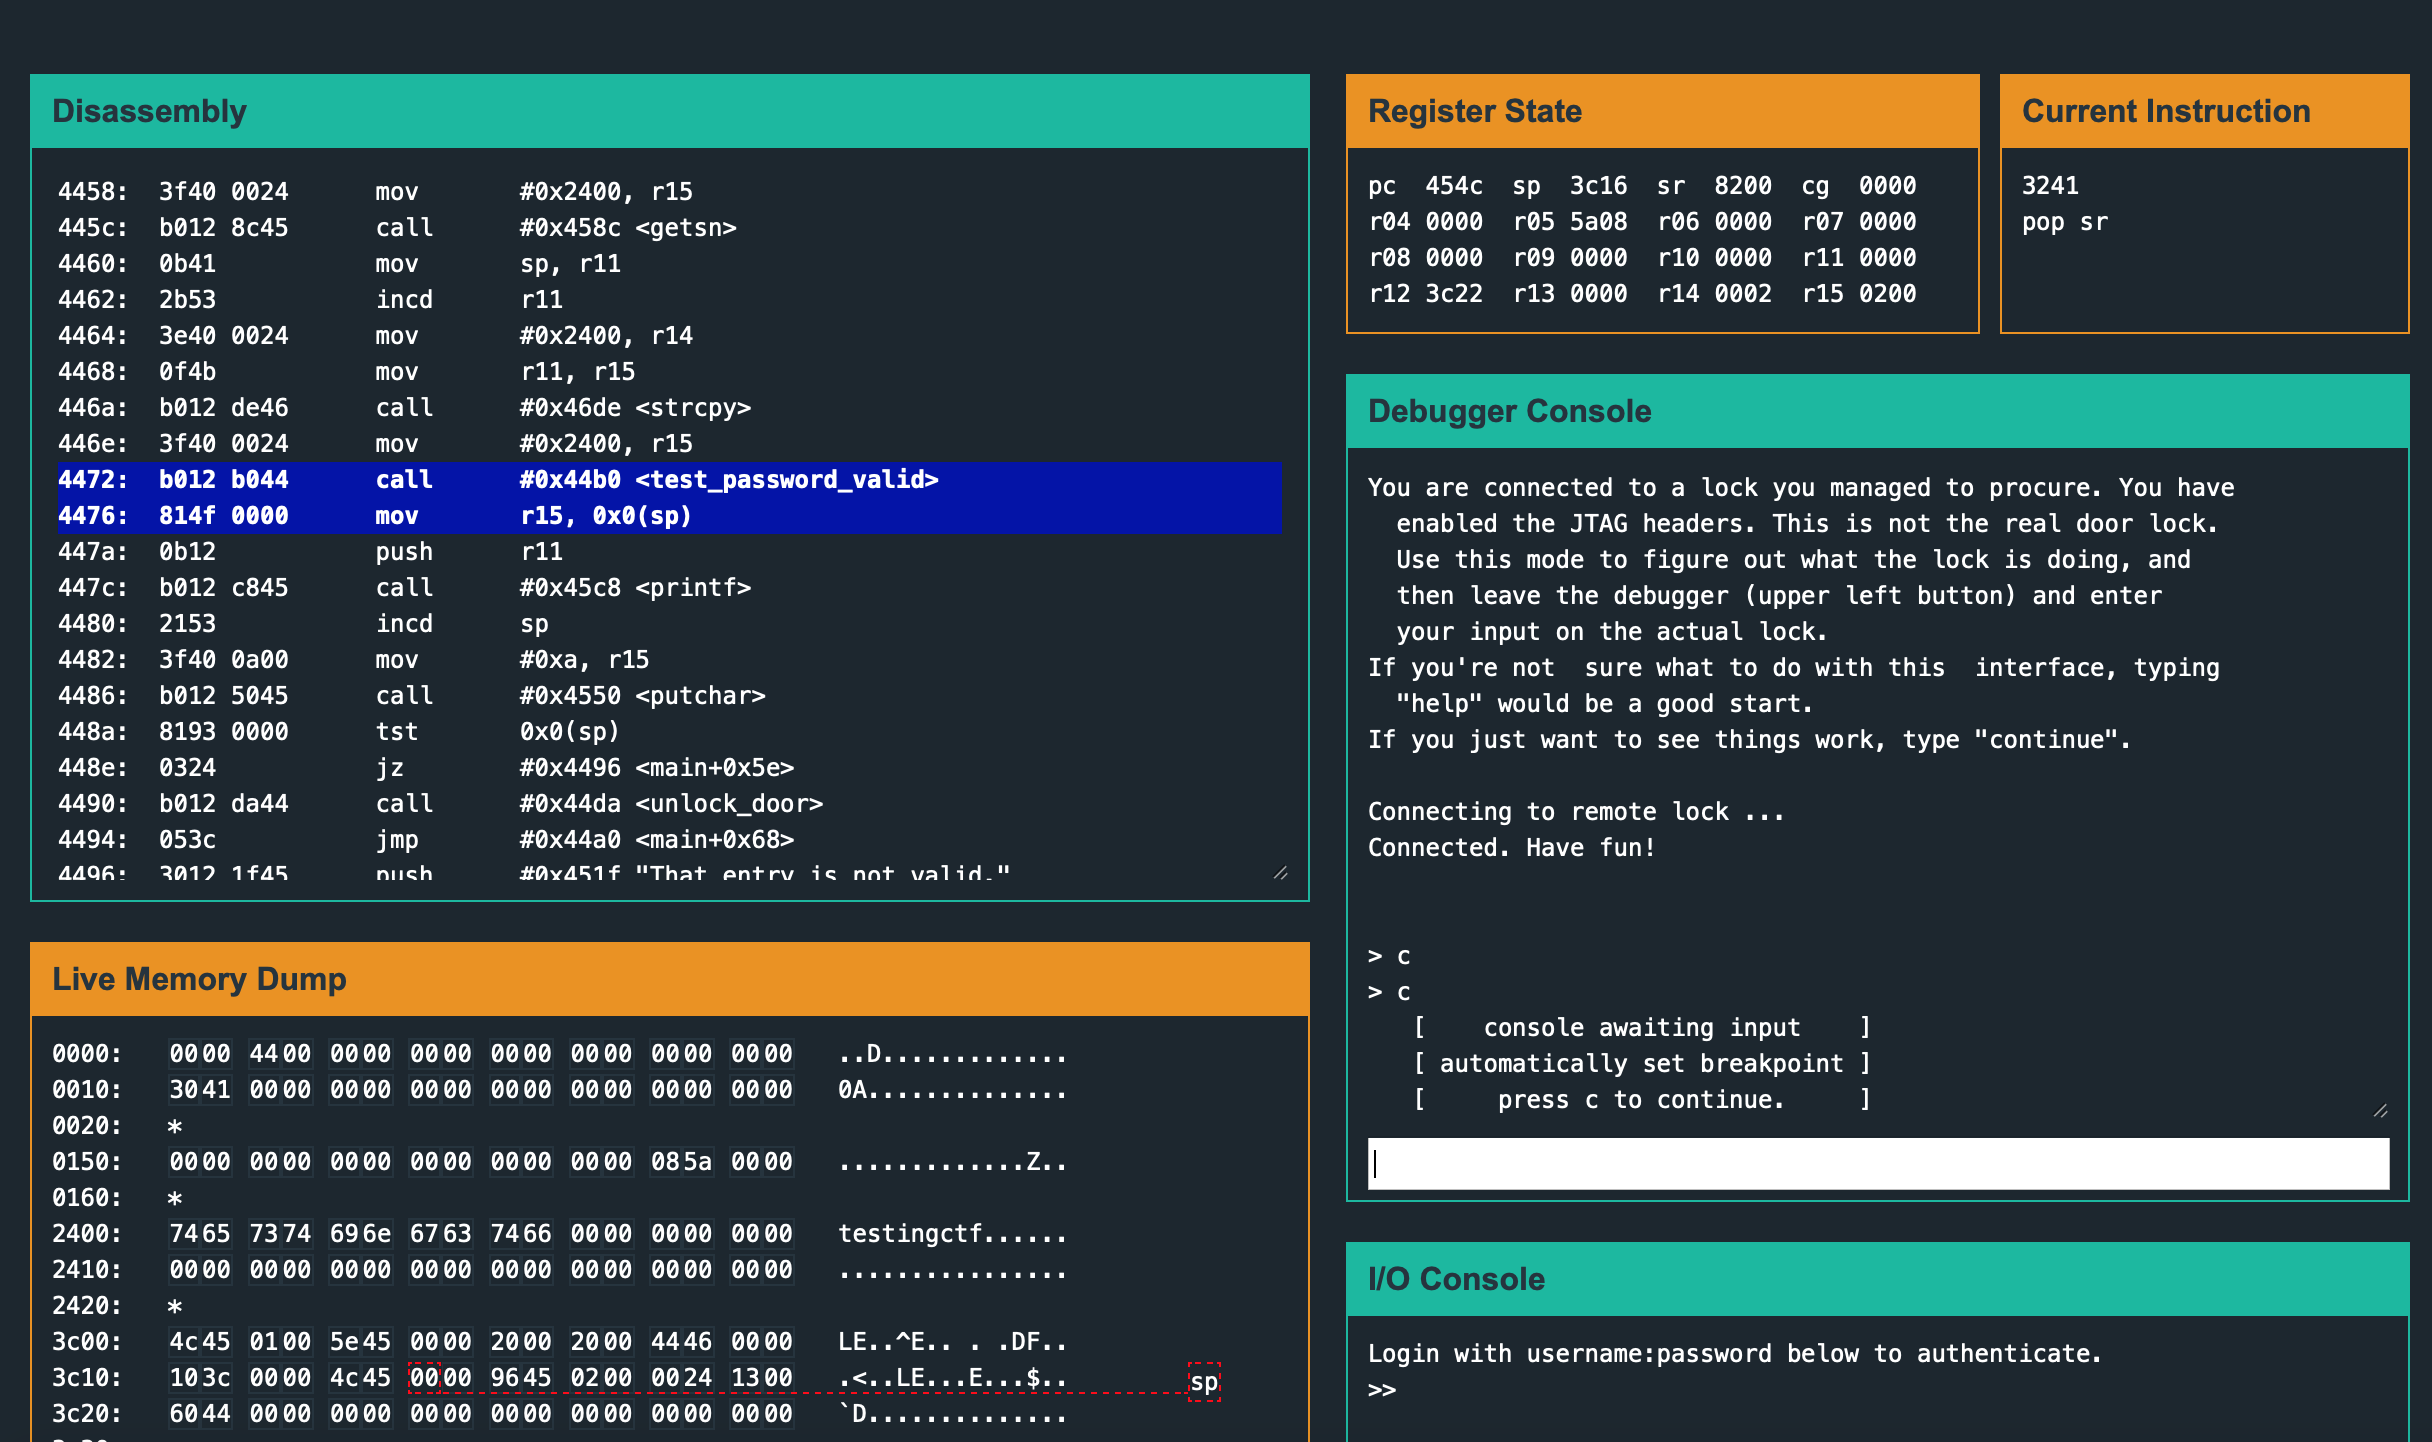 Disassembly
4458: 3f40 0024 mov #0x2400, r15
445c: b012 8c45 call #0x458c <getsn>
4460: 0b41 mov sp, r11
4462: 2b53 incd r11
4464: 3e40 0024 mov #0x2400, r14
4468: 0f4b mov r11, r15
446a: b012 de46 call #0x46de <strcpy>
446e: 3f40 0024 mov #0x2400, r15
4472: b012 b044 call #0x44b0 <test_password_valid>
4476: 814f 0000 mov r15, 0x0(sp)
447a: 0b12 push r11
447c: b012 c845 call #0x45c8 <printf>
4480: 2153 incd sp
4482: 3f40 0a00 mov #0xa, r15
4486: b012 5045 call #0x4550 <putchar>
448a: 8193 0000 tst 0x0(sp)
448e: 0324 jz #0x4496 <main+0x5e>
4490: b012 da44 call #0x44da <unlock_door>
4494: 053c jmp #0x44a0 <main+0x68>
4496: 3012 1f45 push #0x451f "That entry is not valid."
Live Memory Dump
0000: 0000 4400 0000 0000 0000 0000 0000 0000 ..D.............
0010: 3041 0000 0000 0000 0000 0000 0000 0000 0A..............
0020: *
0150: 0000 0000 0000 0000 0000 0000 085a 0000 .............Z..
0160: *
2400: 7465 7374 696e 6763 7466 0000 0000 0000 testingctf......
2410: 0000 0000 0000 0000 0000 0000 0000 0000 ................
2420: *
3c00: 4c45 0100 5e45 0000 2000 2000 4446 0000 LE..^E.. . .DF..
3c10: 103c 0000 4c45 0000 9645 0200 0024 1300 .<..LE...E...$.. sp
3c20: 6044 0000 0000 0000 0000 0000 0000 0000 `D..............
Register State
pc 454c sp 3c16 sr 8200 cg 0000
r04 0000 r05 5a08 r06 0000 r07 0000
r08 0000 r09 0000 r10 0000 r11 0000
r12 3c22 r13 0000 r14 0002 r15 0200
Current Instruction
3241
pop sr
Debugger Console
You are connected to a lock you managed to procure. You have
enabled the JTAG headers. This is not the real door lock.
Use this mode to figure out what the lock is doing, and
then leave the debugger (upper left button) and enter
your input on the actual lock.
If you're not  sure what to do with this  interface, typing
"help" would be a good start.
If you just want to see things work, type "continue".
Connecting to remote lock ...
Connected. Have fun!
> c
> c
[ console awaiting input ]
[ automatically set breakpoint ]
[ press c to continue. ]
I/O Console
Login with username:password below to authenticate.
>>